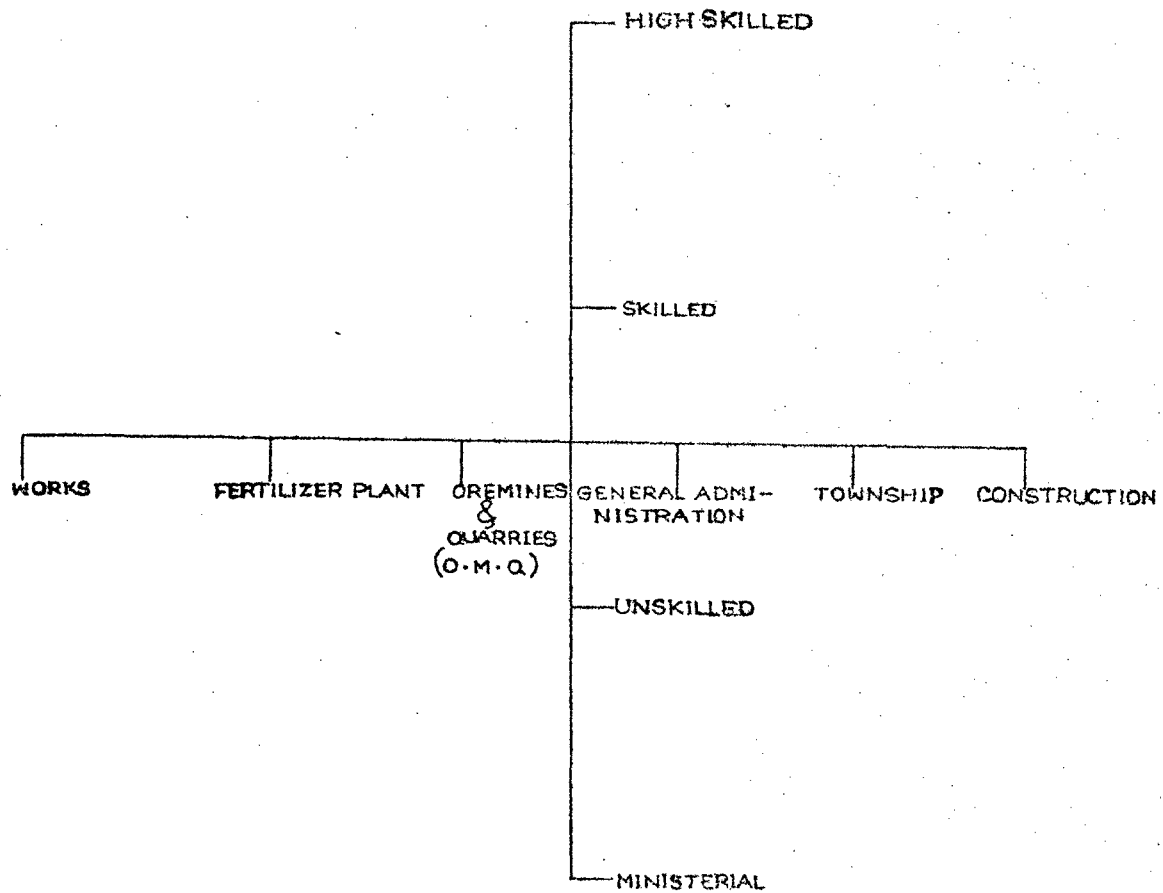 HIGH SKILLED
SKILLED
WORKS
FERTILIZER PLANT
OREMINES
&
QUARRIES
(O.M.Q)
GENERAL ADMI-
NISTRATION
TOWNSHIP
CONSTRUCTION
UNSKILLED
MINISTERIAL